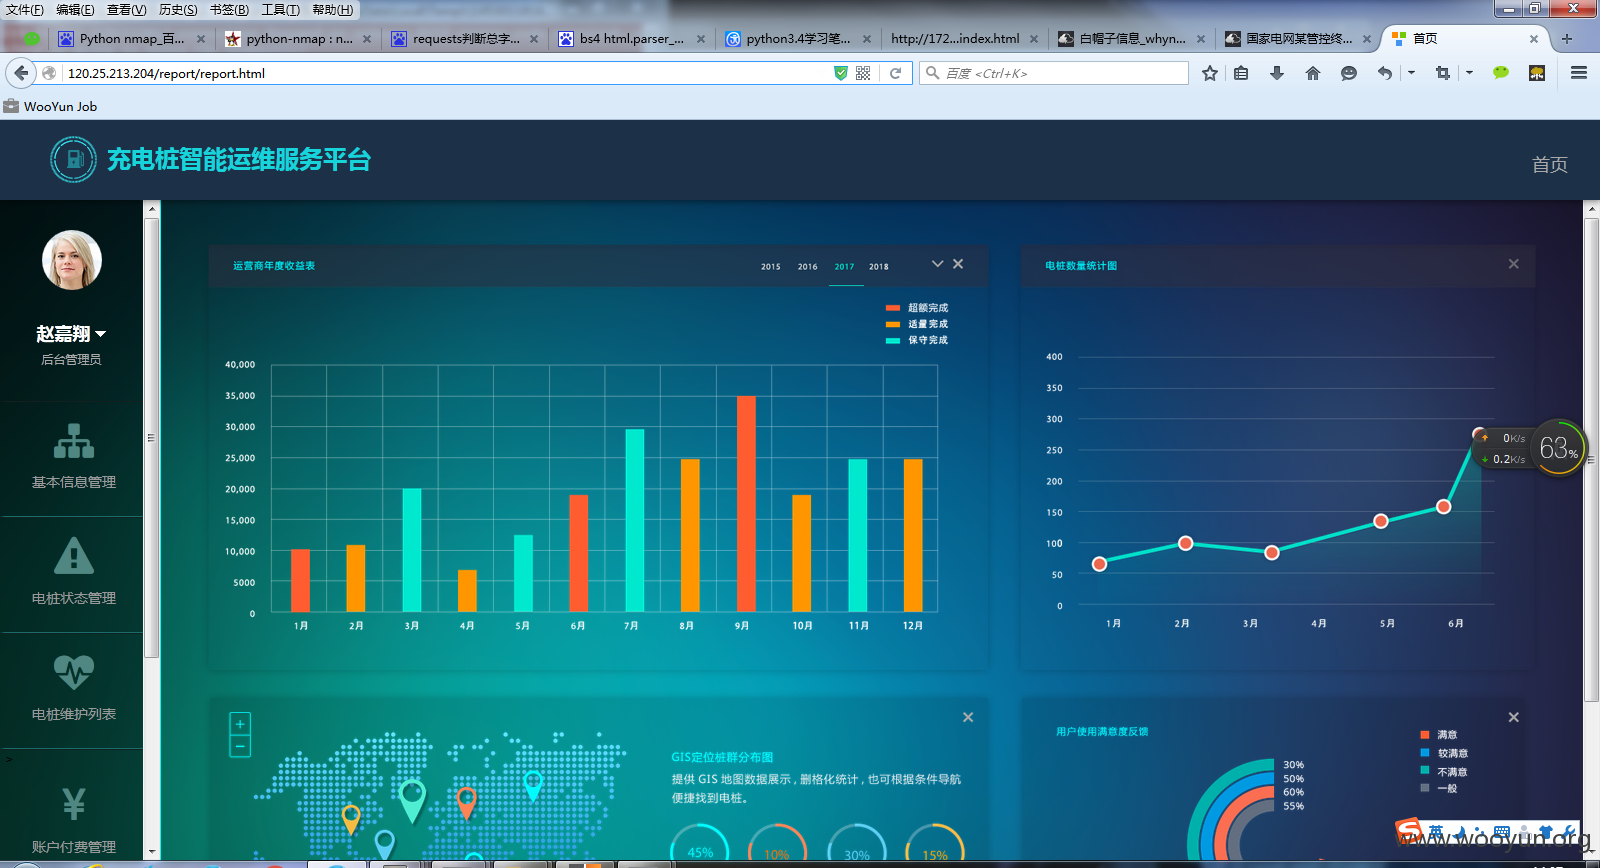 文件(F) 编辑(E) 查看(V) 历史(S) 书签(B) 工具(T) 帮助(H)
Python nmap_百...
python-nmap : n...
requests判断总字...
bs4 html.parser_...
python3.4学习笔...
http://172...index.html
白帽子信息_whyn...
国家电网某管控终...
首页
120.25.213.204/report/report.html
百度 <Ctrl+K>
WooYun Job
充电桩智能运维服务平台
首页
赵嘉翔
后台管理员
基本信息管理
电桩状态管理
电桩维护列表
>
¥
账户付费管理
运营商年度收益表
2015 2016 2017 2018
超额完成
适量完成
保守完成
40,000
35,000
30,000
25,000
20,000
15,000
10,000
5000
0
1月 2月 3月 4月 5月 6月 7月 8月 9月 10月 11月 12月
电桩数量统计图
400
350
300
250
200
150
100
50
0
1月 2月 3月 4月 5月 6月
0K/s
0.2K/s
63%
+
−
GIS定位桩群分布图
提供 GIS 地图数据展示 , 删格化统计 , 也可根据条件导航
便捷找到电桩。
45% 10% 30% 15%
用户使用满意度反馈
满意
较满意
不满意
一般
30%
50%
60%
55%
英
www.wooyun.org